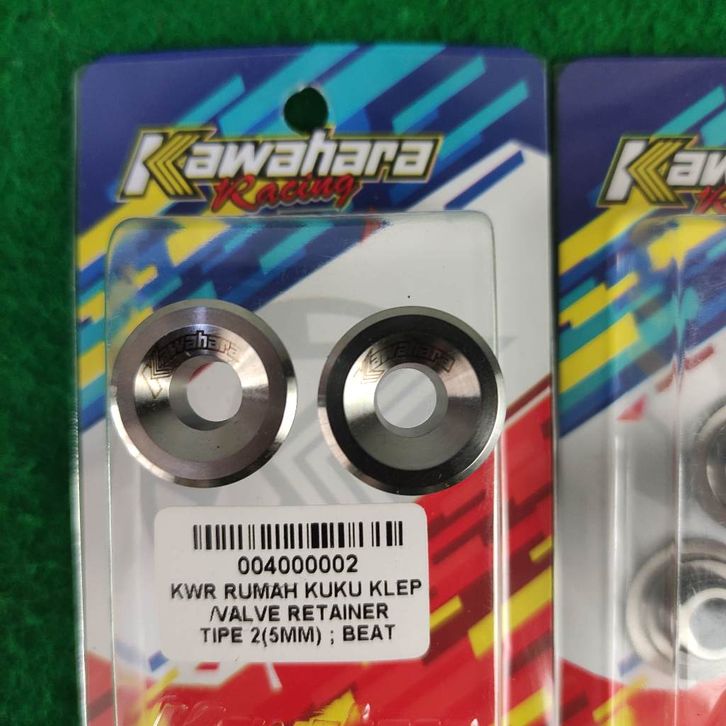 Kawahara
Racing
Kawahara
Kawahara
004000002
KWR RUMAH KUKU KLEP
/VALVE RETAINER
TIPE 2(5MM) ; BEAT